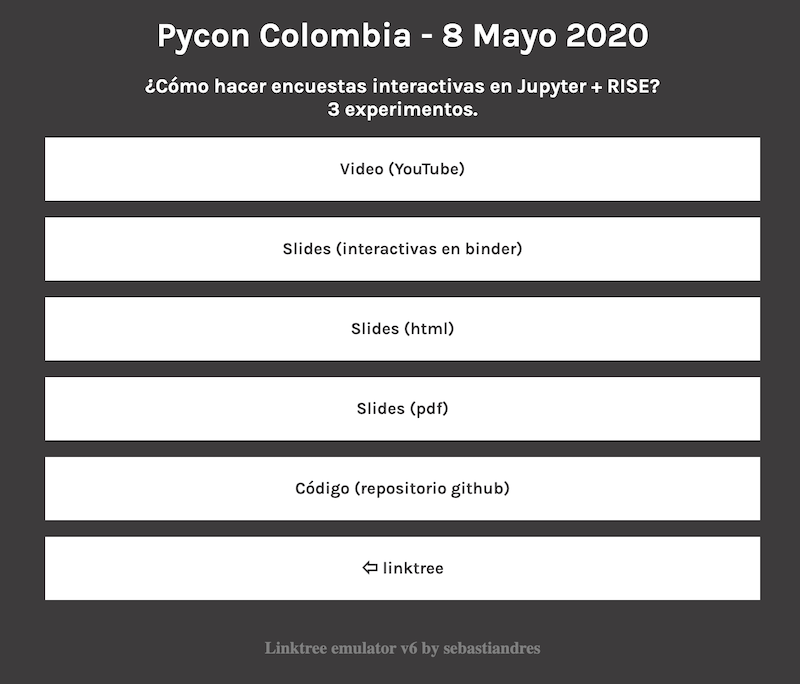 Pycon Colombia - 8 Mayo 2020
¿Cómo hacer encuestas interactivas en Jupyter + RISE?
3 experimentos.
Video (YouTube)
Slides (interactivas en binder)
Slides (html)
Slides (pdf)
Código (repositorio github)
⇦ linktree
Linktree emulator v6 by sebastiandres